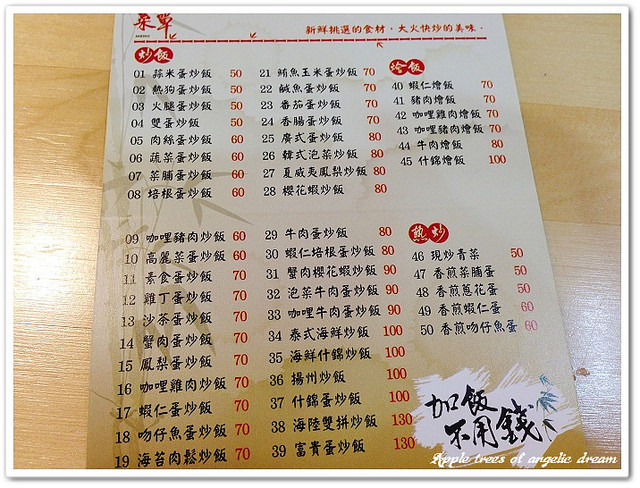 菜單
MENU
新鮮挑選的食材．大火快炒的美味．
炒飯
01 蒜米蛋炒飯 50
02 熱狗蛋炒飯 50
03 火腿蛋炒飯 50
04 雙蛋炒飯 50
05 肉絲蛋炒飯 60
06 蔬菜蛋炒飯 60
07 菜脯蛋炒飯 60
08 培根蛋炒飯 60
09 咖哩豬肉炒飯 60
10 高麗菜蛋炒飯 60
11 素食蛋炒飯 70
12 雞丁蛋炒飯 70
13 沙茶蛋炒飯 70
14 蟹肉蛋炒飯 70
15 鳳梨蛋炒飯 70
16 咖哩雞肉炒飯 70
17 蝦仁蛋炒飯 70
18 吻仔魚蛋炒飯 70
19 海苔肉鬆炒飯 70
21 鮪魚玉米蛋炒飯 70
22 鹹魚蛋炒飯 70
23 番茄蛋炒飯 70
24 香腸蛋炒飯 70
25 廣式蛋炒飯 80
26 韓式泡菜炒飯 80
27 夏威夷鳳梨炒飯 80
28 櫻花蝦炒飯 80
29 牛肉蛋炒飯 80
30 蝦仁培根蛋炒飯 80
31 蟹肉櫻花蝦炒飯 90
32 泡菜牛肉蛋炒飯 90
33 咖哩牛肉蛋炒飯 90
34 泰式海鮮炒飯 100
35 海鮮什錦炒飯 100
36 揚州炒飯 100
37 什錦蛋炒飯 100
38 海陸雙拼炒飯 130
39 富貴蛋炒飯 130
燴飯
40 蝦仁燴飯 70
41 豬肉燴飯 70
42 咖哩雞肉燴飯 70
43 咖哩豬肉燴飯 70
44 牛肉燴飯 80
45 什錦燴飯 100
熱炒
46 現炒青菜 50
47 香煎菜脯蛋 50
48 香煎蔥花蛋 50
49 香煎蝦仁蛋 60
50 香煎吻仔魚蛋 60
加飯
不用錢
Apple trees of angelic dream